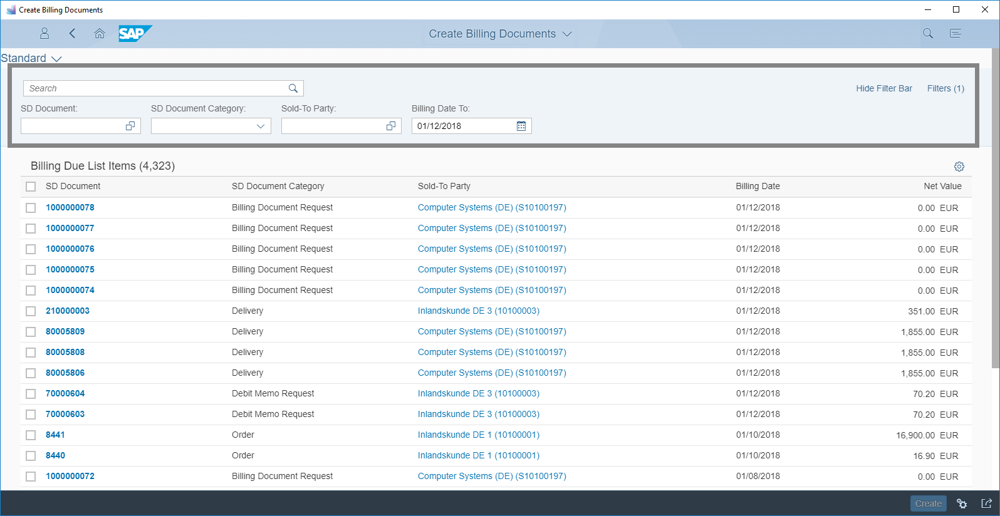 Create Billing Documents
SAP Create Billing Documents
Standard
Search Hide Filter Bar Filters (1)
SD Document: SD Document Category: Sold-To Party: Billing Date To:
01/12/2018
Billing Due List Items (4,323)
SD Document SD Document Category Sold-To Party Billing Date Net Value
1000000078 Billing Document Request Computer Systems (DE) (S10100197) 01/12/2018 0.00 EUR
1000000077 Billing Document Request Computer Systems (DE) (S10100197) 01/12/2018 0.00 EUR
1000000076 Billing Document Request Computer Systems (DE) (S10100197) 01/12/2018 0.00 EUR
1000000075 Billing Document Request Computer Systems (DE) (S10100197) 01/12/2018 0.00 EUR
1000000074 Billing Document Request Computer Systems (DE) (S10100197) 01/12/2018 0.00 EUR
210000003 Delivery Inlandskunde DE 3 (10100003) 01/12/2018 351.00 EUR
80005809 Delivery Computer Systems (DE) (S10100197) 01/12/2018 1,855.00 EUR
80005808 Delivery Computer Systems (DE) (S10100197) 01/12/2018 1,855.00 EUR
80005806 Delivery Computer Systems (DE) (S10100197) 01/12/2018 1,855.00 EUR
70000604 Debit Memo Request Inlandskunde DE 3 (10100003) 01/12/2018 70.20 EUR
70000603 Debit Memo Request Inlandskunde DE 3 (10100003) 01/12/2018 70.20 EUR
8441 Order Inlandskunde DE 1 (10100001) 01/10/2018 16,900.00 EUR
8440 Order Inlandskunde DE 1 (10100001) 01/10/2018 16.90 EUR
1000000072 Billing Document Request Computer Systems (DE) (S10100197) 01/08/2018 0.00 EUR
Create